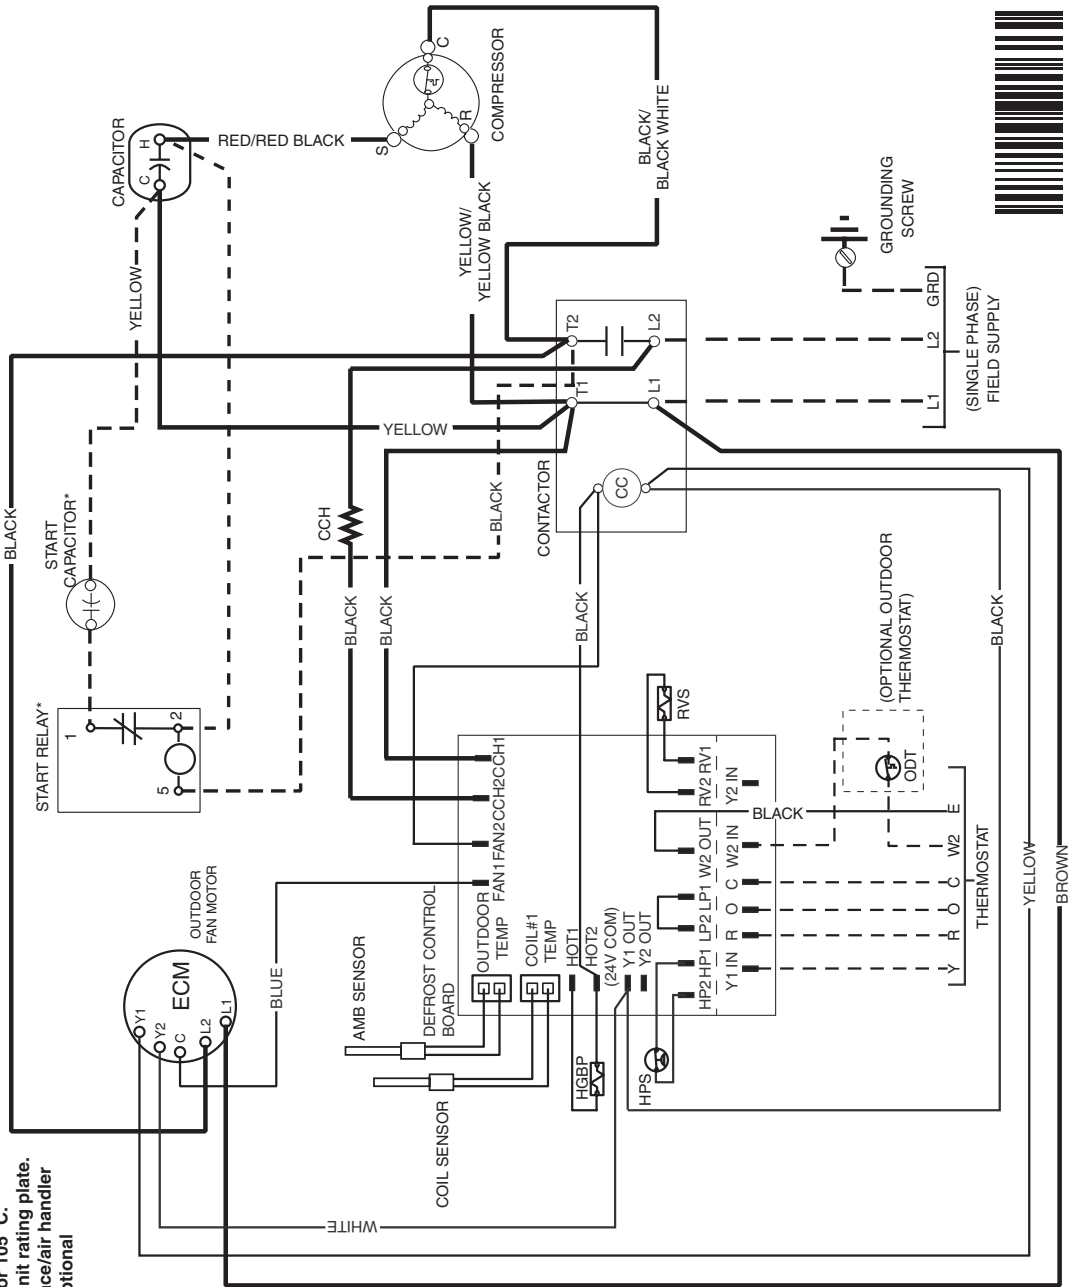 or 105°C.
nit rating plate.
ace/air handler
ptional
BLACK
START
CAPACITOR*
START RELAY*
1
2
5
OUTDOOR
FAN MOTOR
ECM
Y1
Y2
C
L2
L1
CAPACITOR
C
H
YELLOW
RED/RED BLACK
S
R
C
COMPRESSOR
YELLOW/
YELLOW BLACK
BLACK/
BLACK WHITE
YELLOW
CCH
BLACK
BLACK
BLACK
CONTACTOR
T1
T2
L1
L2
CC
GROUNDING
SCREW
L1
L2
GRD
(SINGLE PHASE)
FIELD SUPPLY
BLUE
AMB SENSOR
COIL SENSOR
DEFROST CONTROL
BOARD
FAN1 FAN2 CCH2 CCH1
OUTDOOR
TEMP
COIL#1
TEMP
HOT1
HOT2
(24V COM)
Y1 OUT
Y2 OUT
HP2 HP1 LP2 LP1 W2 OUT RV2 RV1
Y1 IN R O C W2 IN Y2 IN
HGBP
HPS
RVS
BLACK
BLACK
BLACK
(OPTIONAL OUTDOOR
THERMOSTAT)
ODT
Y R O C W2 E
THERMOSTAT
WHITE
YELLOW
BROWN